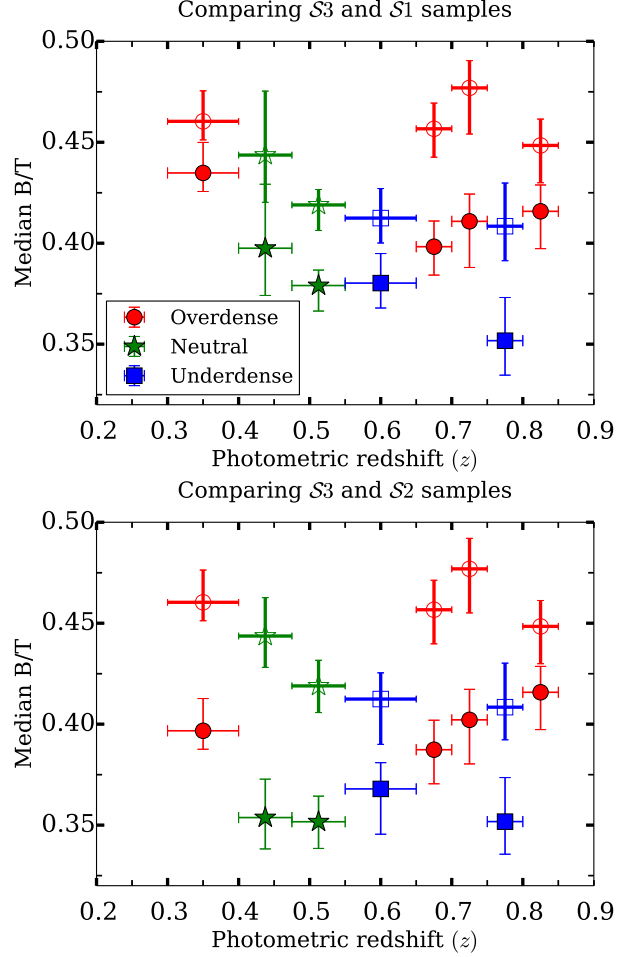 Comparing 𝒮3 and 𝒮1 samples
0.50
0.45
0.40
0.35
Median B/T
Overdense
Neutral
Underdense
0.2 0.3 0.4 0.5 0.6 0.7 0.8 0.9
Photometric redshift (z)
Comparing 𝒮3 and 𝒮2 samples
0.50
0.45
0.40
0.35
Median B/T
0.2 0.3 0.4 0.5 0.6 0.7 0.8 0.9
Photometric redshift (z)